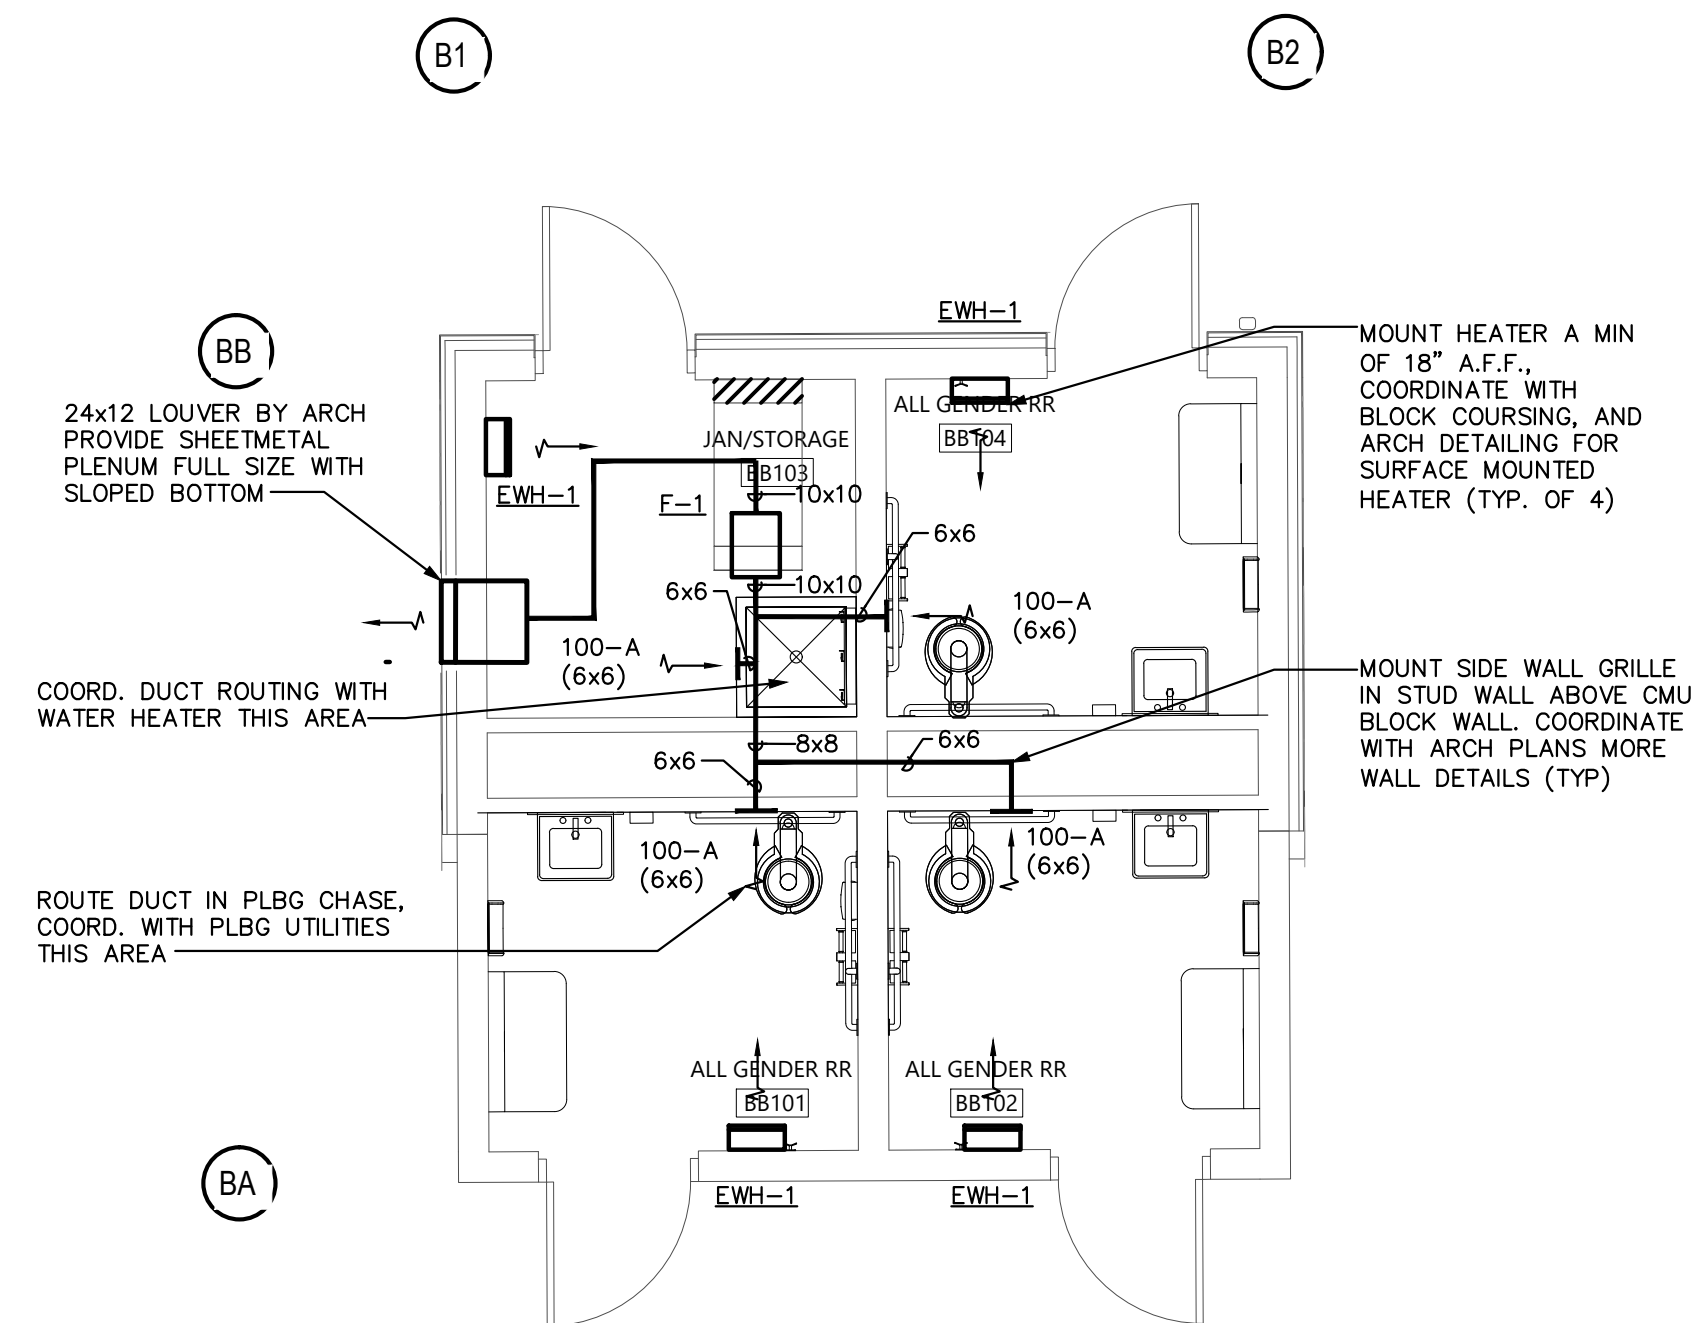 B1
B2
EWH-1
MOUNT HEATER A MIN
OF 18" A.F.F.,
COORDINATE WITH
BLOCK COURSING, AND
ARCH DETAILING FOR
SURFACE MOUNTED
HEATER (TYP. OF 4)
BB
24x12 LOUVER BY ARCH
PROVIDE SHEETMETAL
PLENUM FULL SIZE WITH
SLOPED BOTTOM
ALL GENDER RR
BB104
JAN/STORAGE
BB103
EWH-1
F-1
10x10
6x6
10x10
6x6
100-A
(6x6)
100-A
(6x6)
COORD. DUCT ROUTING WITH
WATER HEATER THIS AREA
MOUNT SIDE WALL GRILLE
IN STUD WALL ABOVE CMU
BLOCK WALL. COORDINATE
WITH ARCH PLANS MORE
WALL DETAILS (TYP)
8x8
6x6
6x6
100-A
(6x6)
100-A
(6x6)
ROUTE DUCT IN PLBG CHASE,
COORD. WITH PLBG UTILITIES
THIS AREA
ALL GENDER RR
BB101
ALL GENDER RR
BB102
BA
EWH-1
EWH-1